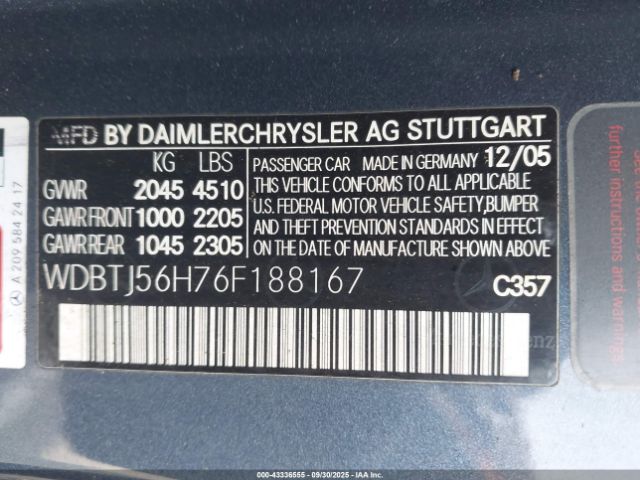 MFD BY DAIMLERCHRYSLER AG STUTTGART
KG LBS
GVWR 2045 4510
GAWR FRONT 1000 2205
GAWR REAR 1045 2305
PASSENGER CAR MADE IN GERMANY 12/05
THIS VEHICLE CONFORMS TO ALL APPLICABLE
U.S. FEDERAL MOTOR VEHICLE SAFETY,BUMPER
AND THEFT PREVENTION STANDARDS IN EFFECT
ON THE DATE OF MANUFACTURE SHOWN ABOVE
WDBTJ56H76F188167 C357
A 209 584 24 17
further instructions
and warnings.
© COPART 43336555 - 09/30/2025 - IAA, Inc.